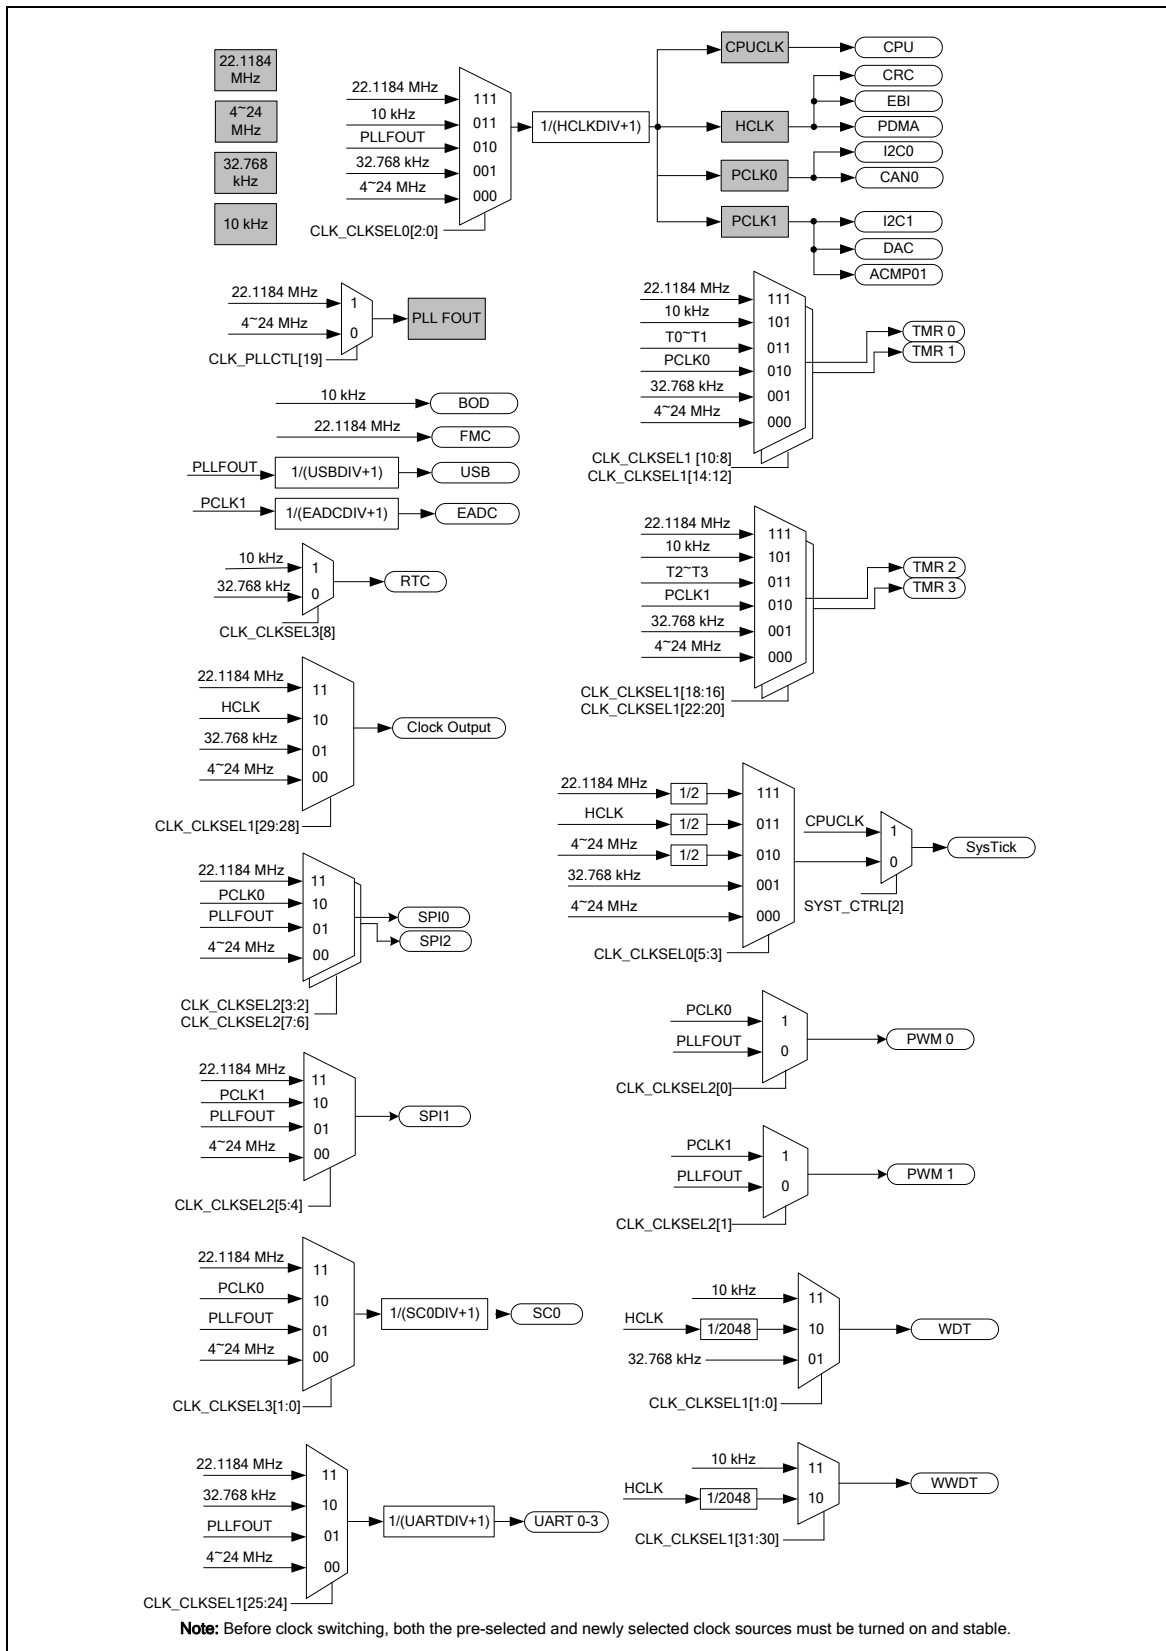 22.1184
MHz
4~24
MHz
32.768
kHz
10 kHz
22.1184 MHz
10 kHz
PLLFOUT
32.768 kHz
4~24 MHz
111
011
010
001
000
CLK_CLKSEL0[2:0]
1/(HCLKDIV+1)
CPUCLK
HCLK
PCLK0
PCLK1
CPU
CRC
EBI
PDMA
I2C0
CAN0
I2C1
DAC
ACMP01
22.1184 MHz
4~24 MHz
1
0
CLK_PLLCTL[19]
PLL FOUT
22.1184 MHz
10 kHz
T0~T1
PCLK0
32.768 kHz
4~24 MHz
111
101
011
010
001
000
TMR 0
TMR 1
CLK_CLKSEL1 [10:8]
CLK_CLKSEL1[14:12]
10 kHz
BOD
22.1184 MHz
FMC
PLLFOUT
1/(USBDIV+1)
USB
PCLK1
1/(EADCDIV+1)
EADC
10 kHz
32.768 kHz
1
0
RTC
CLK_CLKSEL3[8]
22.1184 MHz
10 kHz
T2~T3
PCLK1
32.768 kHz
4~24 MHz
111
101
011
010
001
000
TMR 2
TMR 3
CLK_CLKSEL1[18:16]
CLK_CLKSEL1[22:20]
22.1184 MHz
HCLK
32.768 kHz
4~24 MHz
11
10
01
00
Clock Output
CLK_CLKSEL1[29:28]
22.1184 MHz
HCLK
4~24 MHz
32.768 kHz
4~24 MHz
1/2
1/2
1/2
111
011
010
001
000
CLK_CLKSEL0[5:3]
CPUCLK
1
0
SYST_CTRL[2]
SysTick
22.1184 MHz
PCLK0
PLLFOUT
4~24 MHz
11
10
01
00
SPI0
SPI2
CLK_CLKSEL2[3:2]
CLK_CLKSEL2[7:6]
PCLK0
PLLFOUT
1
0
PWM 0
CLK_CLKSEL2[0]
22.1184 MHz
PCLK1
PLLFOUT
4~24 MHz
11
10
01
00
SPI1
CLK_CLKSEL2[5:4]
PCLK1
PLLFOUT
1
0
PWM 1
CLK_CLKSEL2[1]
22.1184 MHz
PCLK0
PLLFOUT
4~24 MHz
11
10
01
00
1/(SC0DIV+1)
SC0
CLK_CLKSEL3[1:0]
10 kHz
HCLK
1/2048
32.768 kHz
11
10
01
WDT
CLK_CLKSEL1[1:0]
22.1184 MHz
32.768 kHz
PLLFOUT
4~24 MHz
11
10
01
00
1/(UARTDIV+1)
UART 0-3
CLK_CLKSEL1[25:24]
10 kHz
HCLK
1/2048
11
10
WWDT
CLK_CLKSEL1[31:30]
Note: Before clock switching, both the pre-selected and newly selected clock sources must be turned on and stable.